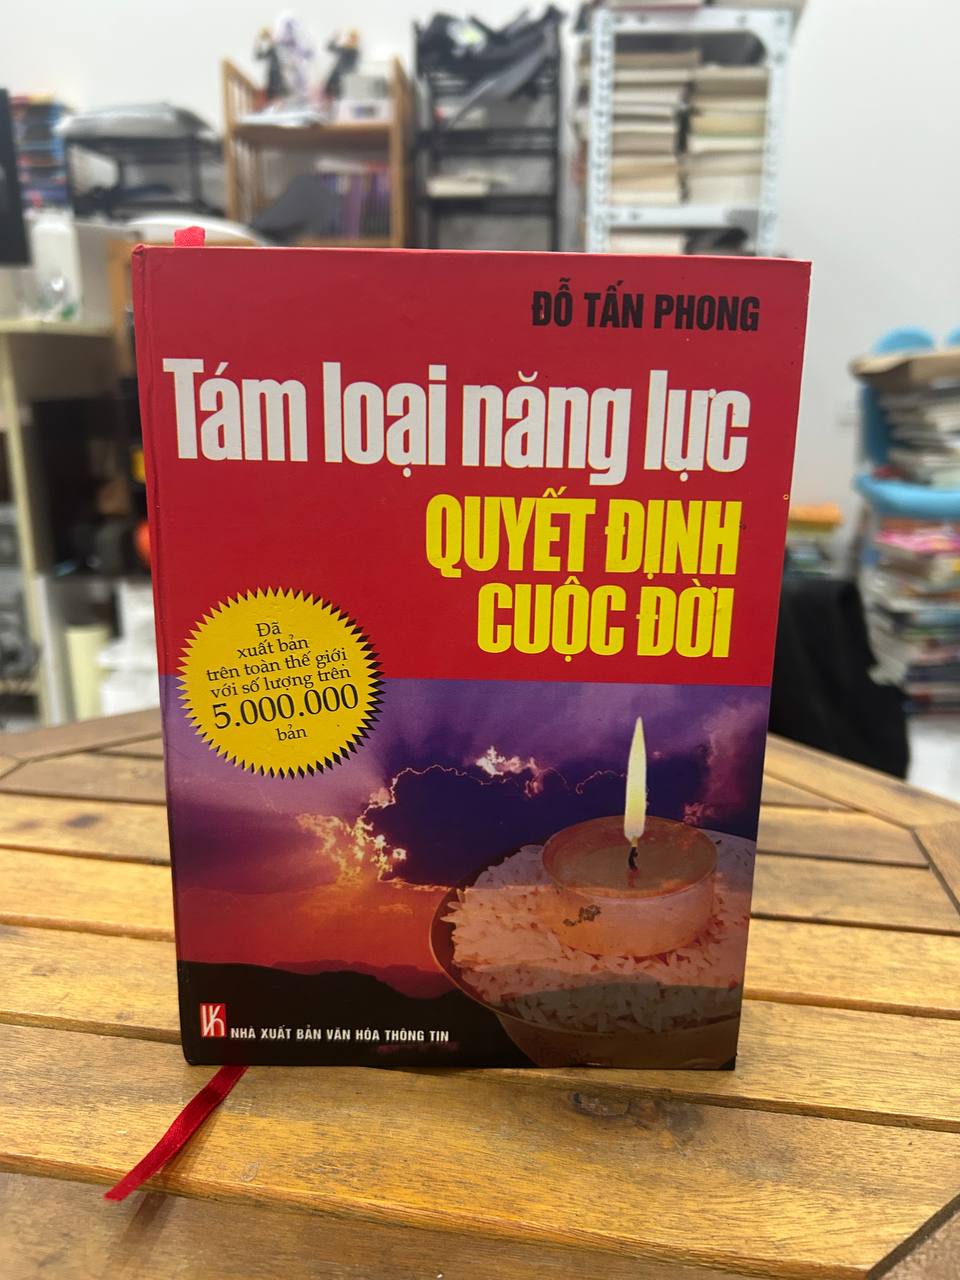 ĐỖ TẤN PHONG
Tám loại năng lực
QUYẾT ĐỊNH
CUỘC ĐỜI
Đã
xuất bản
trên toàn thế giới
với số lượng trên
5.000.000
bản
NHÀ XUẤT BẢN VĂN HÓA THÔNG TIN